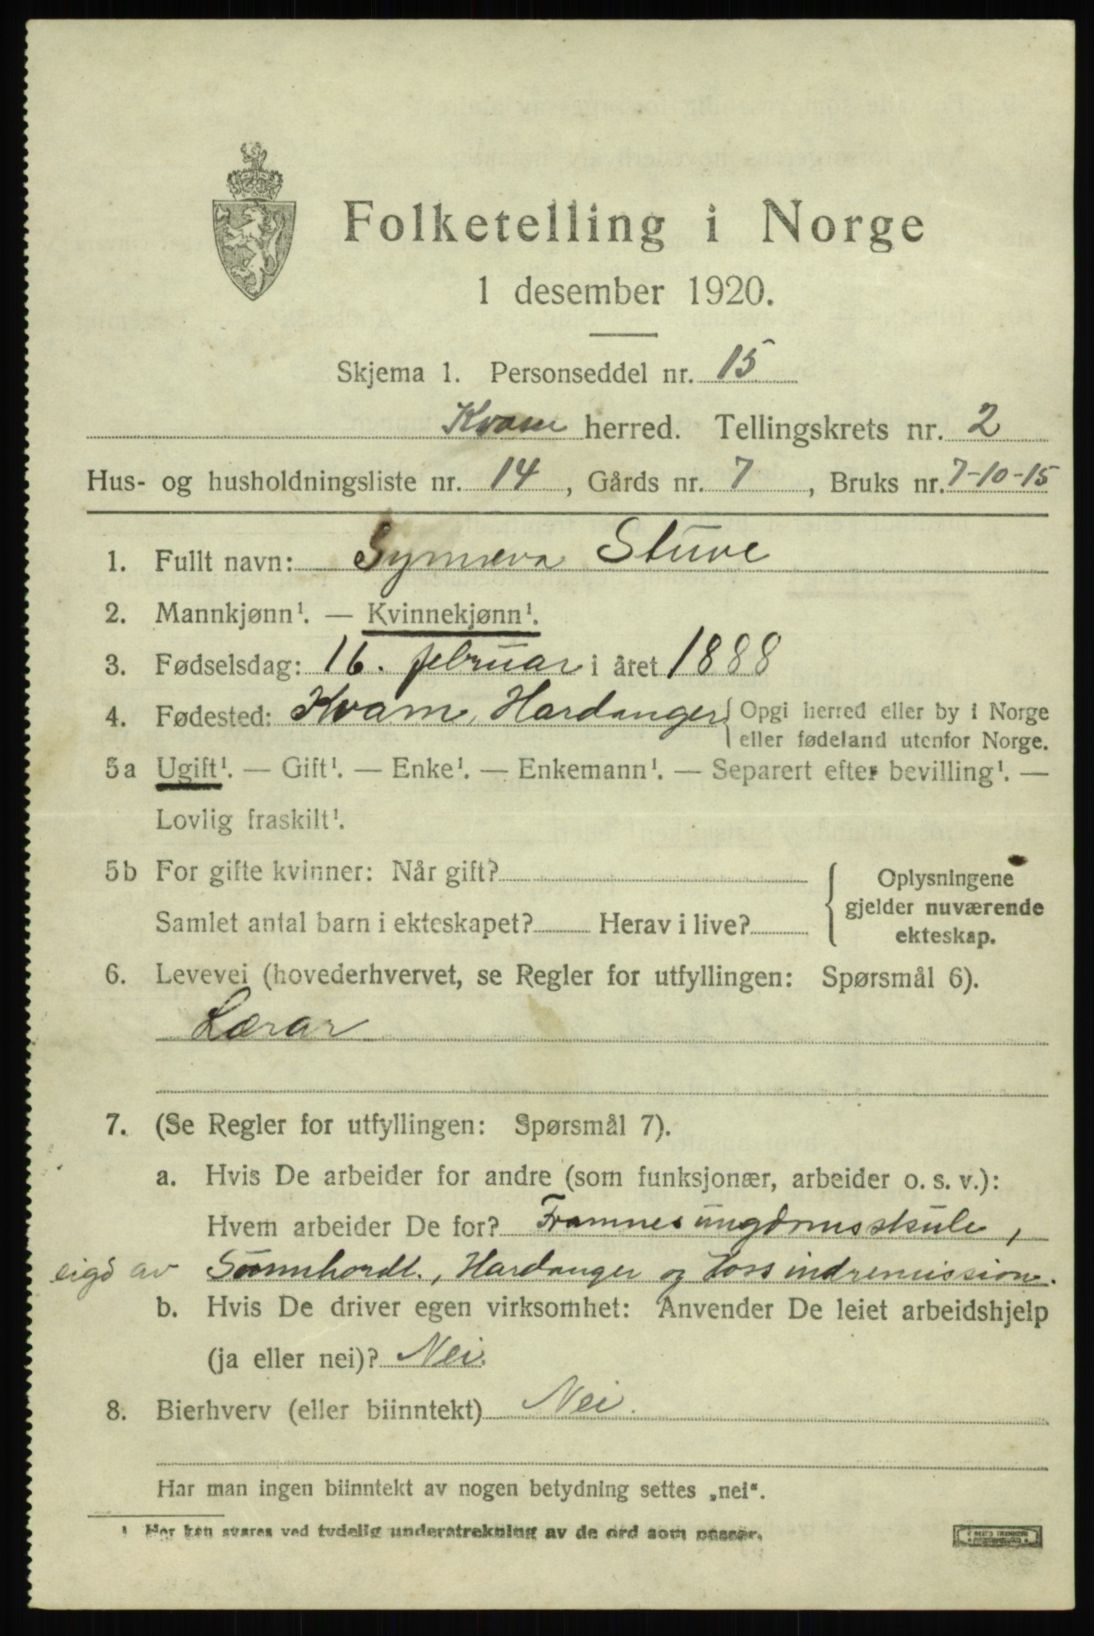 Folketelling i Norge
1 desember 1920.
Skjema 1. Personseddel nr. 15
Kvam herred. Tellingskrets nr. 2
Hus- og husholdningsliste nr. 14, Gårds nr. 7, Bruks nr. 7-10-15
1. Fullt navn: Synneva Stuve
2. Mannkjønn¹. — Kvinnekjønn¹.
3. Fødselsdag: 16. februar i året 1888
4. Fødested: Kvam, Hardanger { Opgi herred eller by i Norge
eller fødeland utenfor Norge.
5a Ugift¹. — Gift¹. — Enke¹. — Enkemann¹. — Separert efter bevilling¹. —
Lovlig fraskilt¹.
5b For gifte kvinner: Når gift?
Samlet antal barn i ekteskapet? Herav i live?
{ Oplysningene
gjelder nuværende
ekteskap.
6. Levevei (hovederhvervet, se Regler for utfyllingen: Spørsmål 6).
Lærar
7. (Se Regler for utfyllingen: Spørsmål 7).
a. Hvis De arbeider for andre (som funksjonær, arbeider o. s. v.):
Hvem arbeider De for? Framnes ungdomsskule,
eigd av Sunnhordl., Hardanger og Voss indremission.
b. Hvis De driver egen virksomhet: Anvender De leiet arbeidshjelp
(ja eller nei)? Nei.
8. Bierhverv (eller biinntekt) Nei.
Har man ingen biinntekt av nogen betydning settes „nei“.
¹ Her kan svares ved tydelig understrekning av de ord som passer.